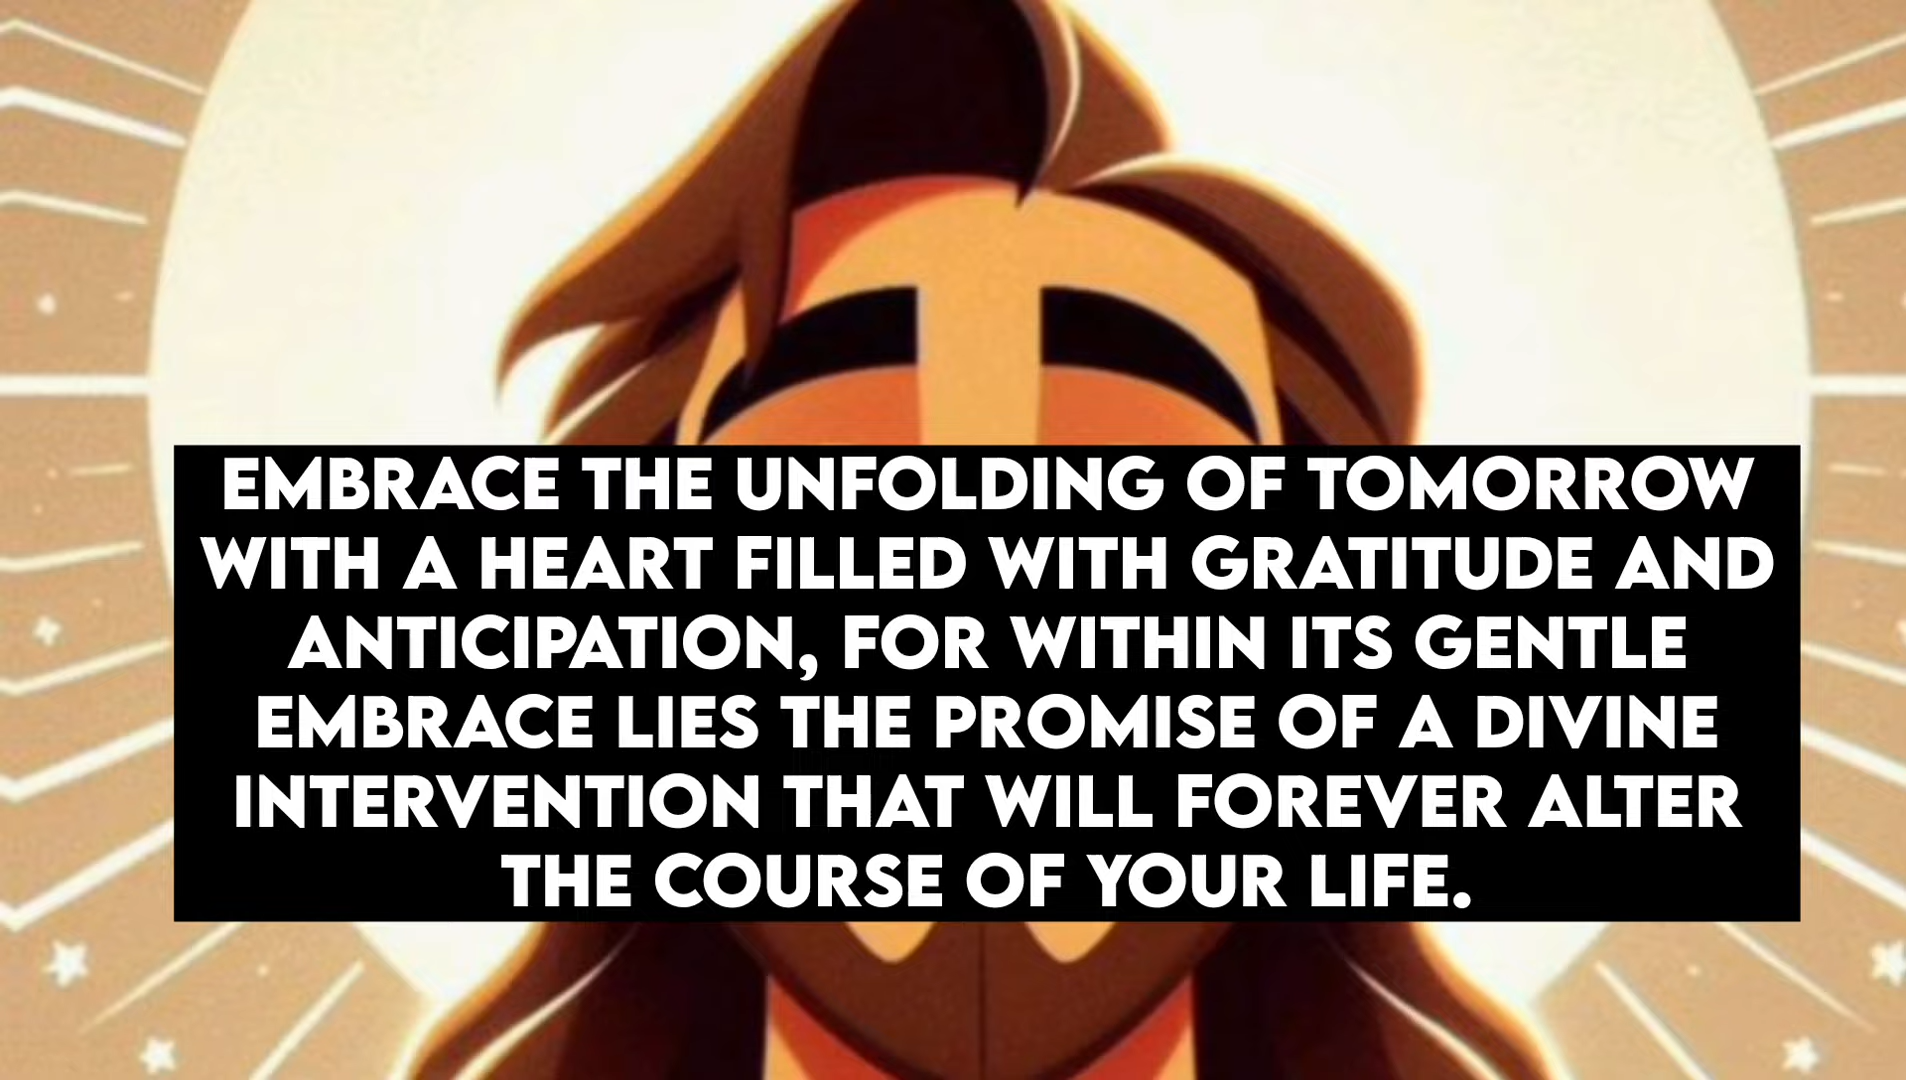 EMBRACE THE UNFOLDING OF TOMORROW
WITH A HEART FILLED WITH GRATITUDE AND
ANTICIPATION, FOR WITHIN ITS GENTLE
EMBRACE LIES THE PROMISE OF A DIVINE
INTERVENTION THAT WILL FOREVER ALTER
THE COURSE OF YOUR LIFE.